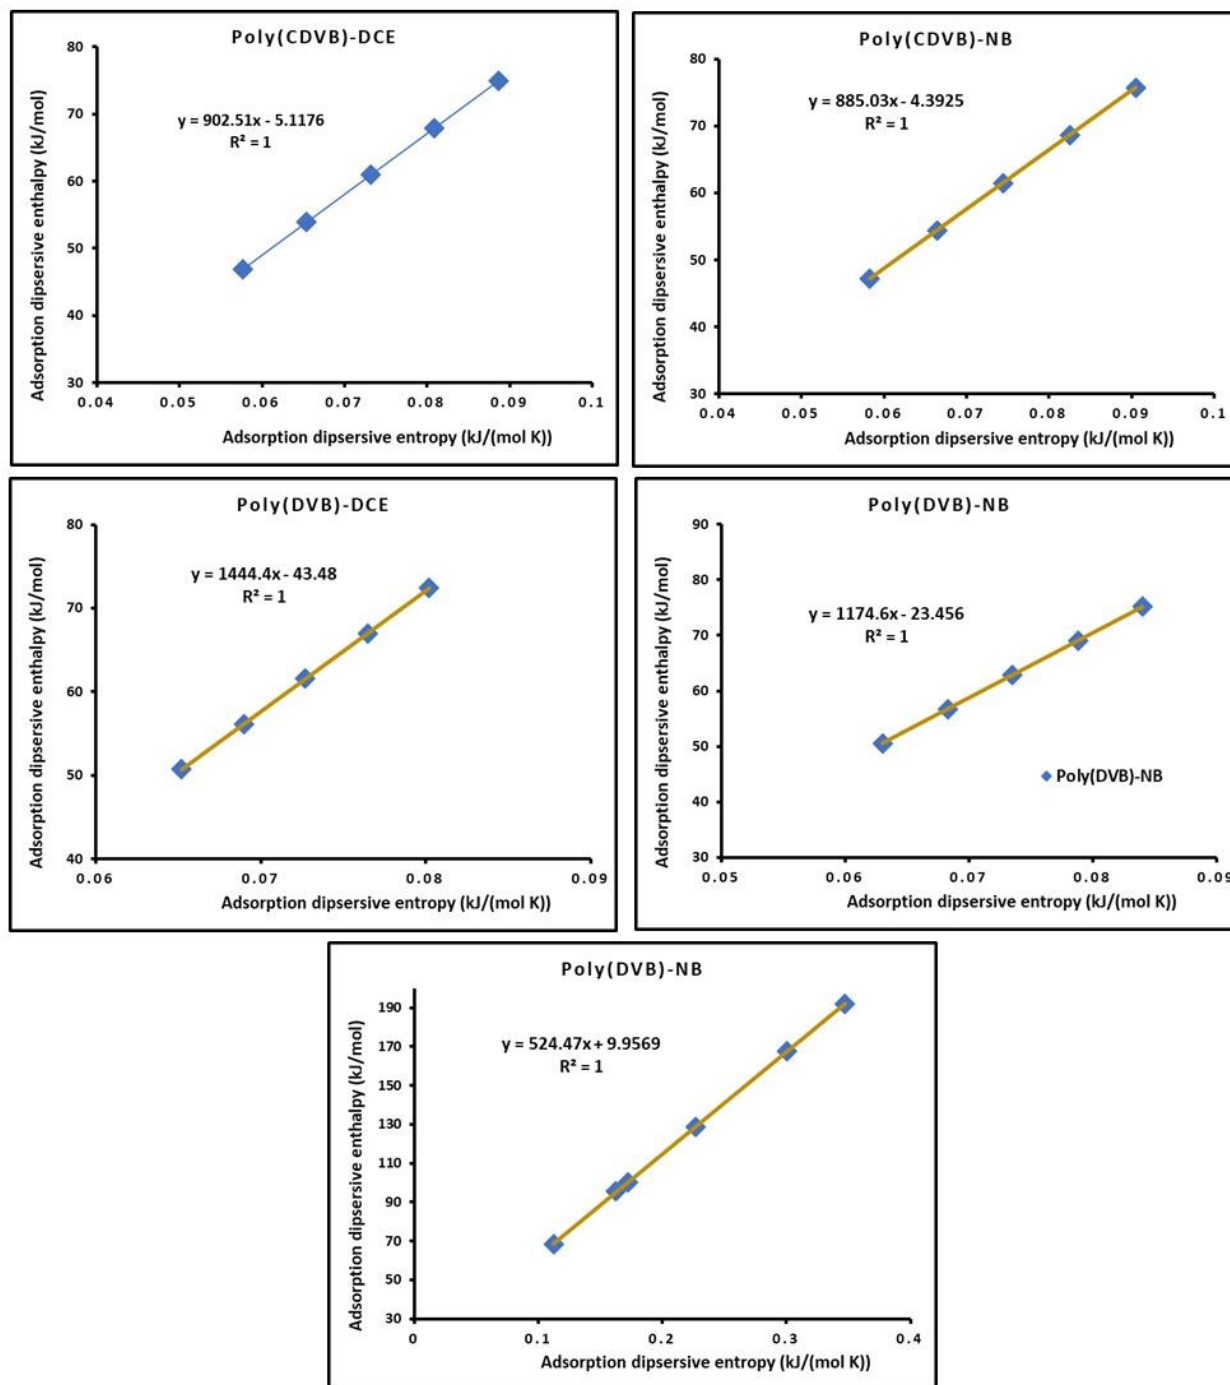 Poly(CDVB)-DCE
Adsorption dipsersive enthalpy (kJ/mol)
80
70
60
50
40
30
y = 902.51x - 5.1176
R² = 1
0.04 0.05 0.06 0.07 0.08 0.09 0.1
Adsorption dipsersive entropy (kJ/(mol K))
Poly(CDVB)-NB
Adsorption dipsersive enthalpy (kJ/mol)
80
70
60
50
40
30
y = 885.03x - 4.3925
R² = 1
0.04 0.05 0.06 0.07 0.08 0.09 0.1
Adsorption dipsersive entropy (kJ/(mol K))
Poly(DVB)-DCE
Adsorption dipsersive enthalpy (kJ/mol)
80
70
60
50
40
y = 1444.4x - 43.48
R² = 1
0.06 0.07 0.08 0.09
Adsorption dipsersive entropy (kJ/(mol K))
Poly(DVB)-NB
Adsorption dipsersive enthalpy (kJ/mol)
90
80
70
60
50
40
30
y = 1174.6x - 23.456
R² = 1
Poly(DVB)-NB
0.05 0.06 0.07 0.08 0.09
Adsorption dipsersive entropy (kJ/(mol K))
Poly(DVB)-NB
Adsorption dipsersive enthalpy (kJ/mol)
190
170
150
130
110
90
70
50
30
y = 524.47x + 9.9569
R² = 1
0 0.1 0.2 0.3 0.4
Adsorption dipsersive entropy (kJ/(mol K))